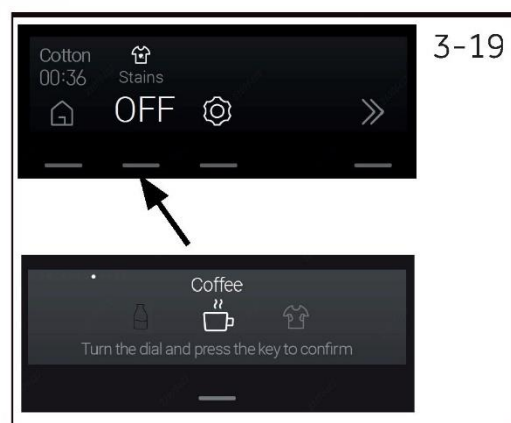 3-19
Cotton
00:36
Stains
OFF
Coffee
Turn the dial and press the key to confirm